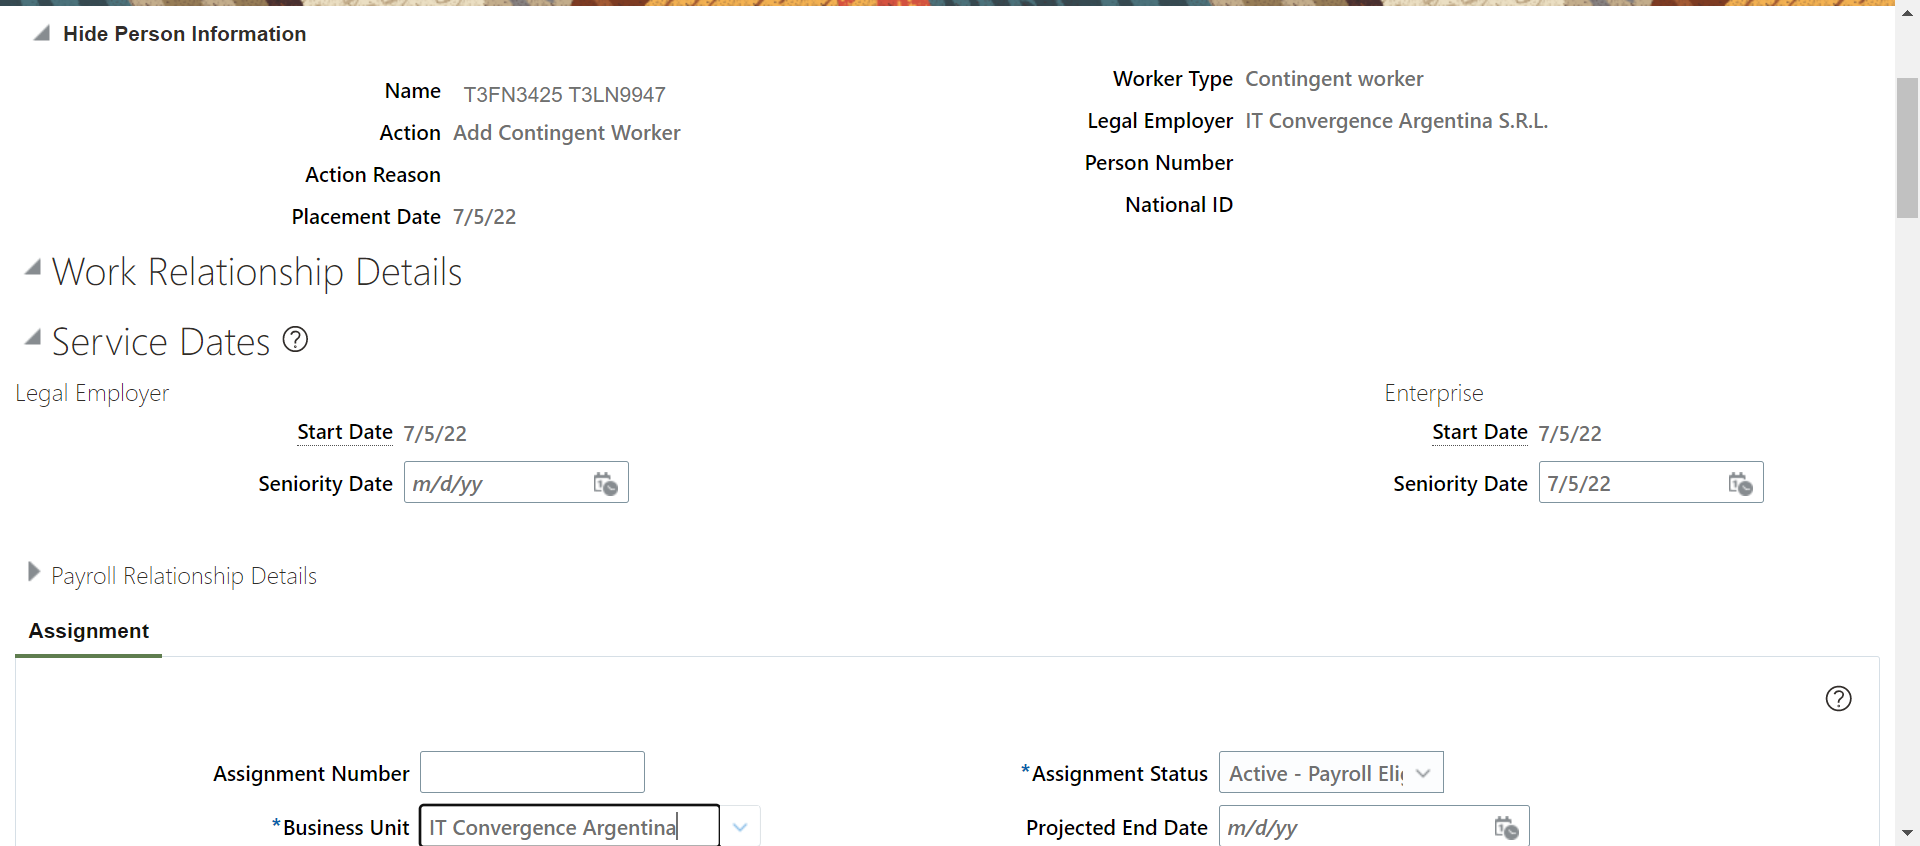 Hide Person Information
Name T3FN3425 T3LN9947
Action Add Contingent Worker
Action Reason
Placement Date 7/5/22
Worker Type Contingent worker
Legal Employer IT Convergence Argentina S.R.L.
Person Number
National ID
Work Relationship Details
Service Dates ?
Legal Employer
Start Date 7/5/22
Seniority Date m/d/yy
Enterprise
Start Date 7/5/22
Seniority Date 7/5/22
Payroll Relationship Details
Assignment
?
Assignment Number
*Business Unit IT Convergence Argentina
*Assignment Status Active - Payroll Eli
Projected End Date m/d/yy